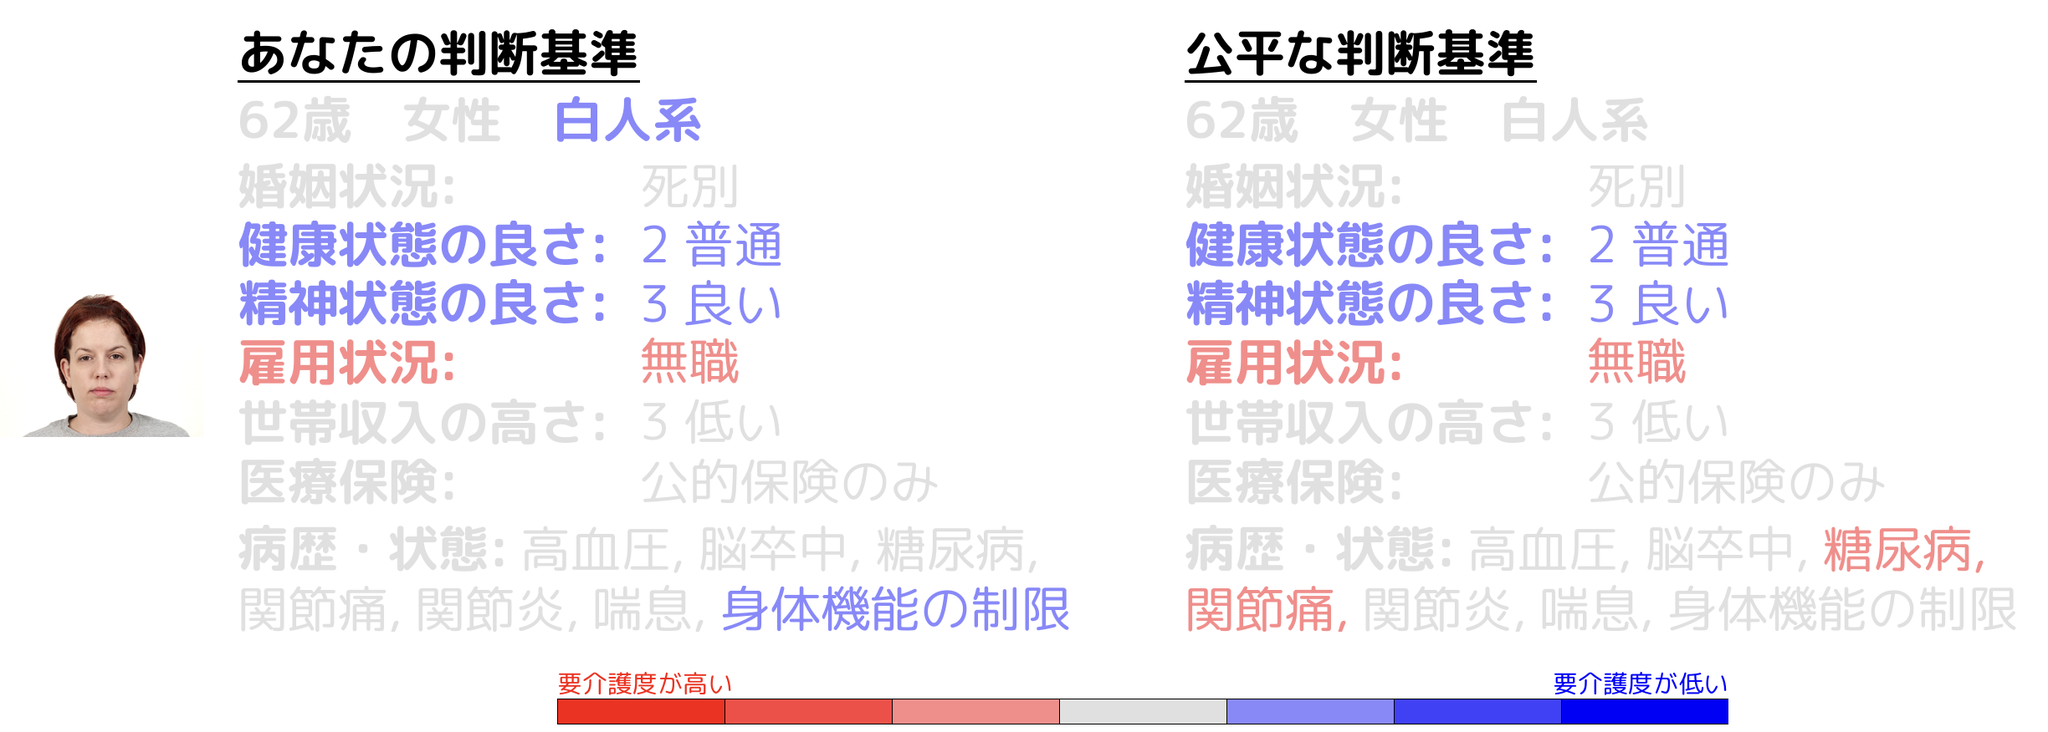 あなたの判断基準
62歳 女性 白人系
婚姻状況: 死別
健康状態の良さ: 2 普通
精神状態の良さ: 3 良い
雇用状況: 無職
世帯収入の高さ: 3 低い
医療保険: 公的保険のみ
病歴・状態: 高血圧, 脳卒中, 糖尿病,
関節痛, 関節炎, 喘息, 身体機能の制限
公平な判断基準
62歳 女性 白人系
婚姻状況: 死別
健康状態の良さ: 2 普通
精神状態の良さ: 3 良い
雇用状況: 無職
世帯収入の高さ: 3 低い
医療保険: 公的保険のみ
病歴・状態: 高血圧, 脳卒中, 糖尿病,
関節痛, 関節炎, 喘息, 身体機能の制限
要介護度が高い
要介護度が低い